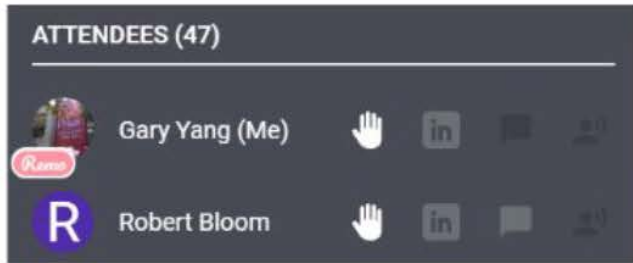 ATTENDEES (47)
Gary Yang (Me) in
Remo
R Robert Bloom in